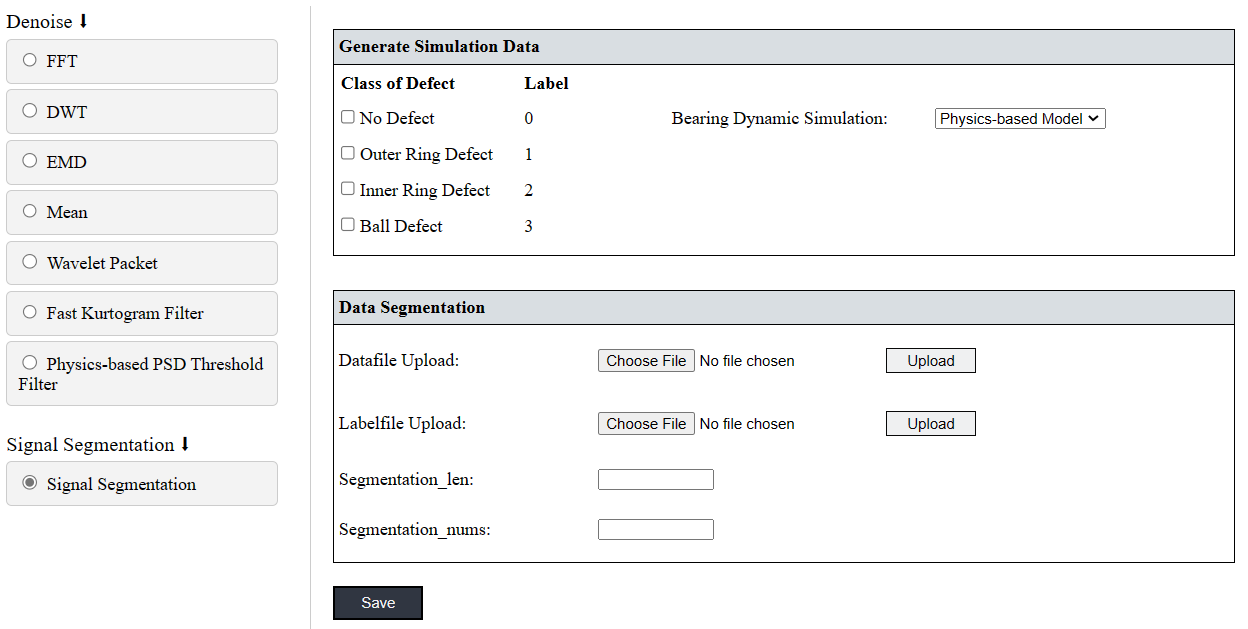 Denoise ⬇
FFT
DWT
EMD
Mean
Wavelet Packet
Fast Kurtogram Filter
Physics-based PSD Threshold
Filter
Signal Segmentation ⬇
Signal Segmentation
Generate Simulation Data
Class of Defect Label
No Defect 0 Bearing Dynamic Simulation: Physics-based Model
Outer Ring Defect 1
Inner Ring Defect 2
Ball Defect 3
Data Segmentation
Datafile Upload: Choose File No file chosen Upload
Labelfile Upload: Choose File No file chosen Upload
Segmentation_len:
Segmentation_nums:
Save